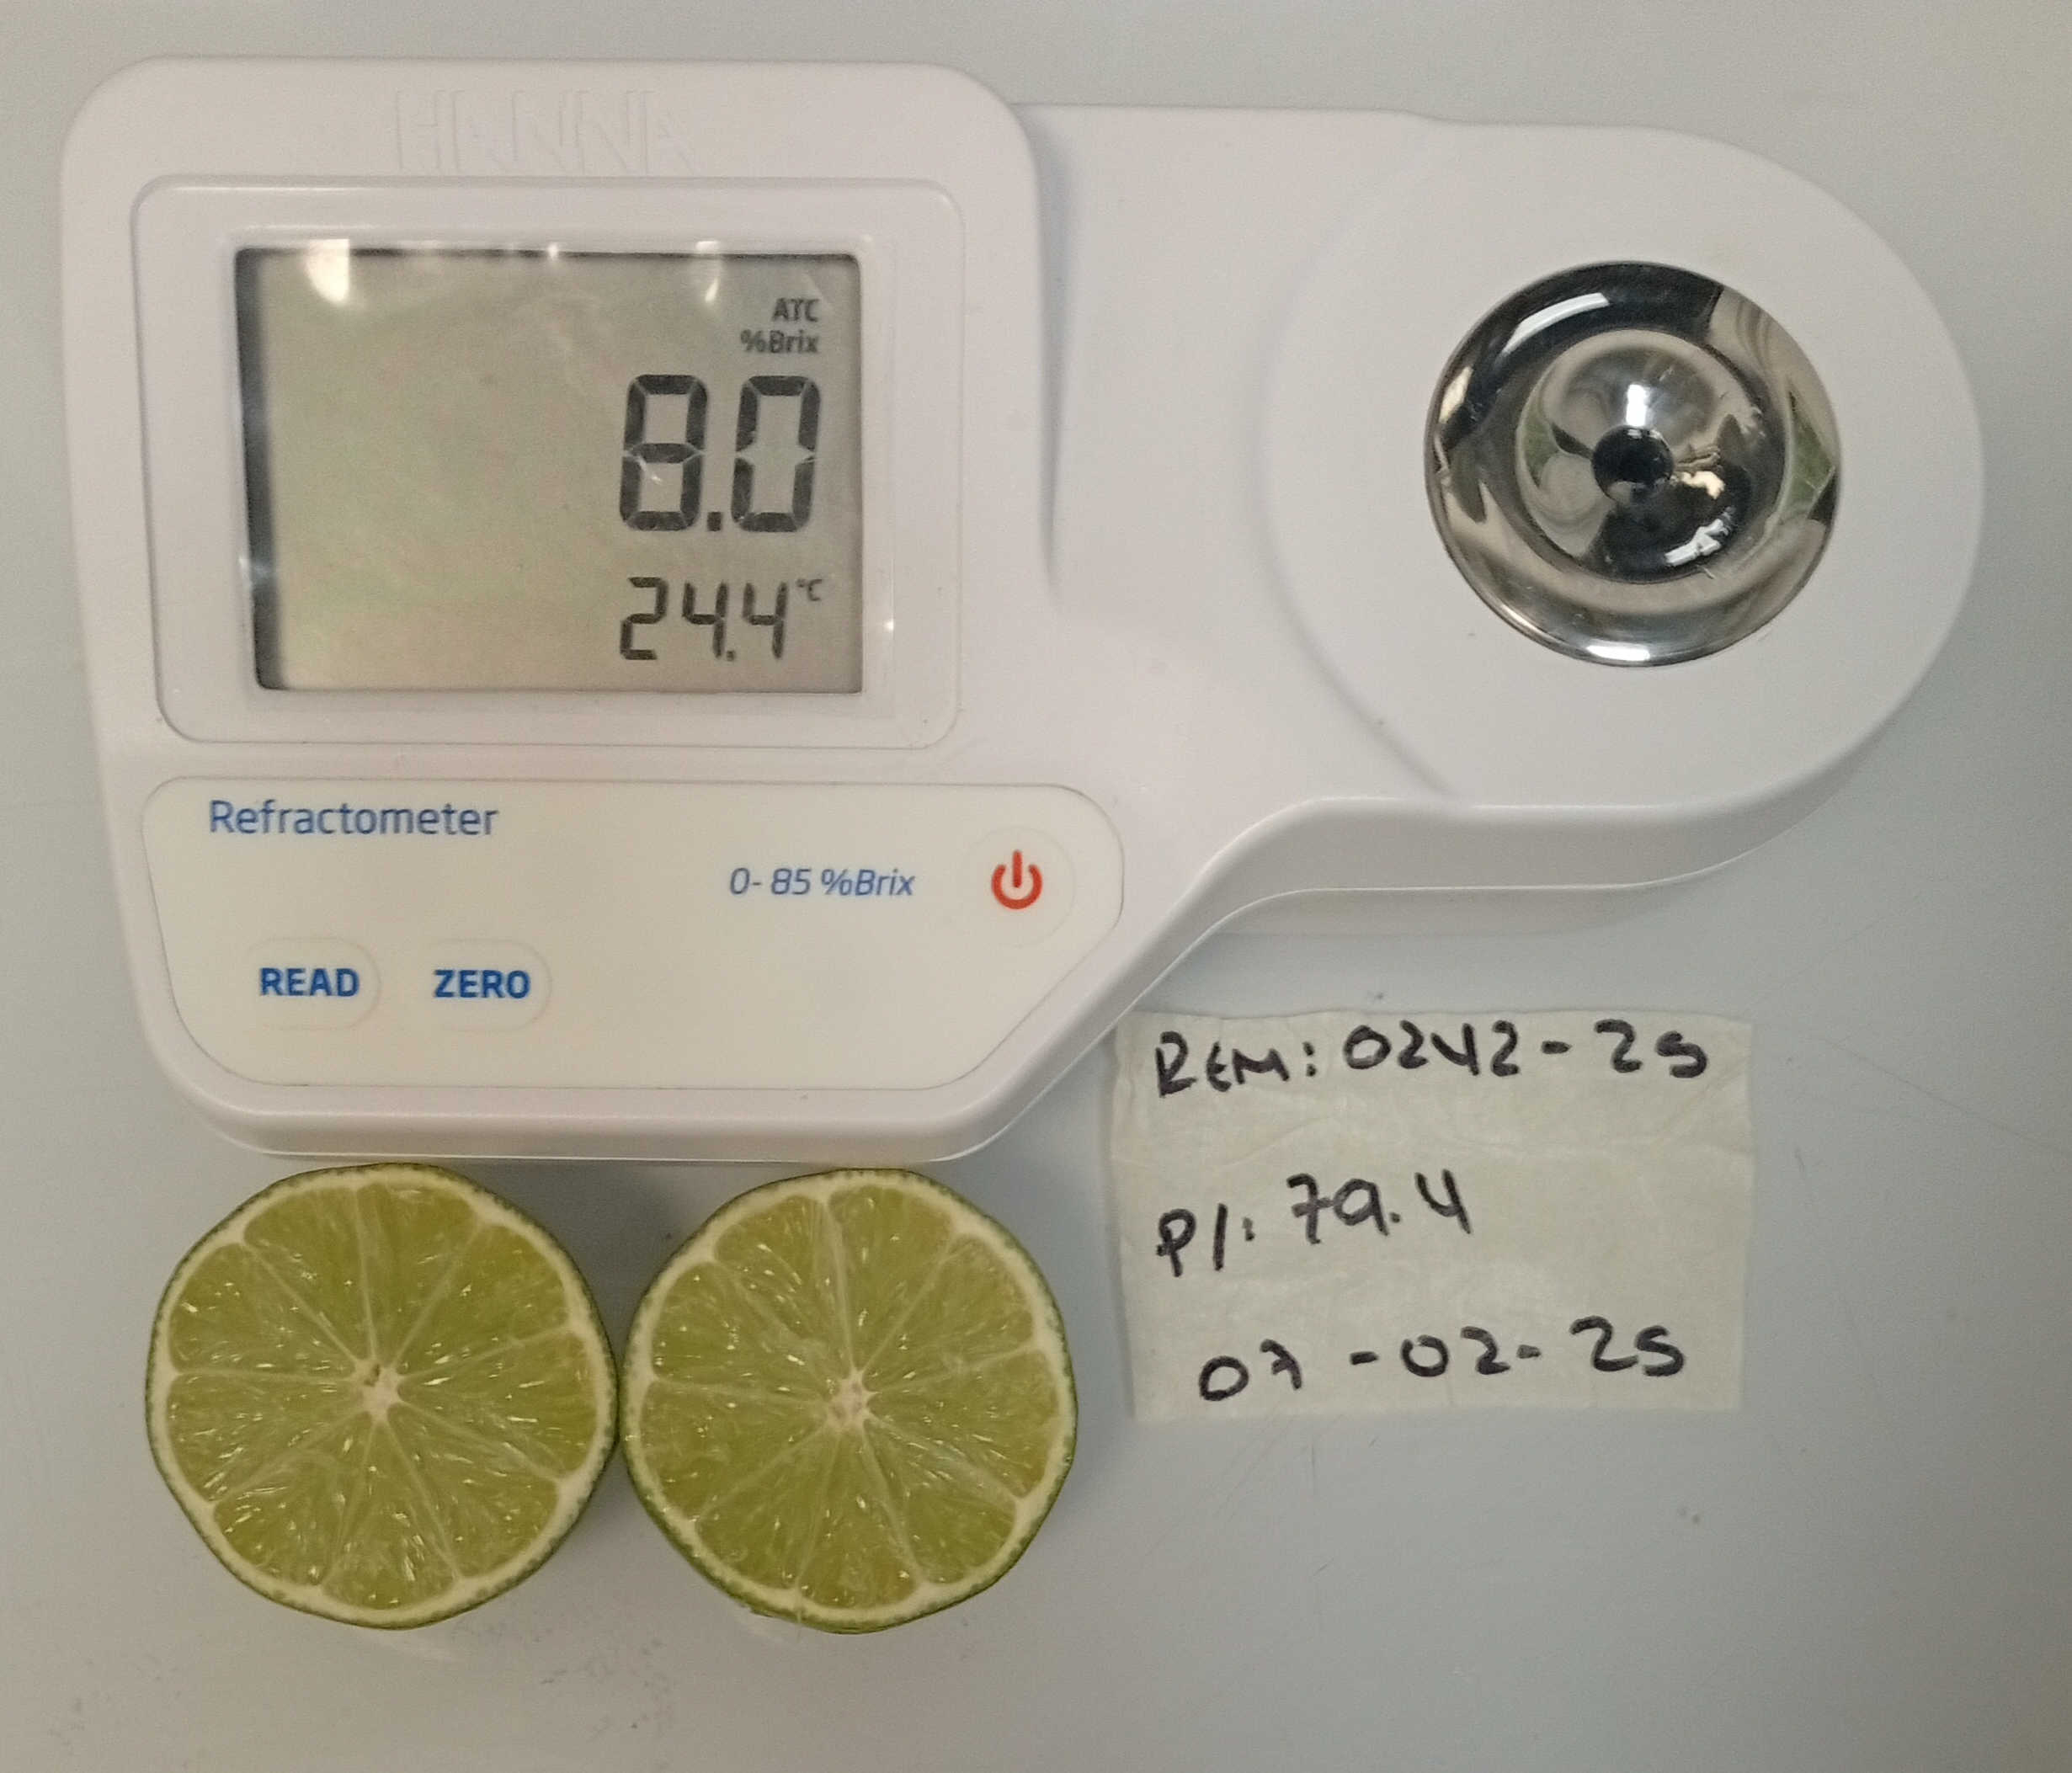 HANNA
ATC
%Brix
8.0
24.4°C
Refractometer
0-85 %Brix
READ ZERO
REM: 0242-25
P/: 79.4
07-02-25